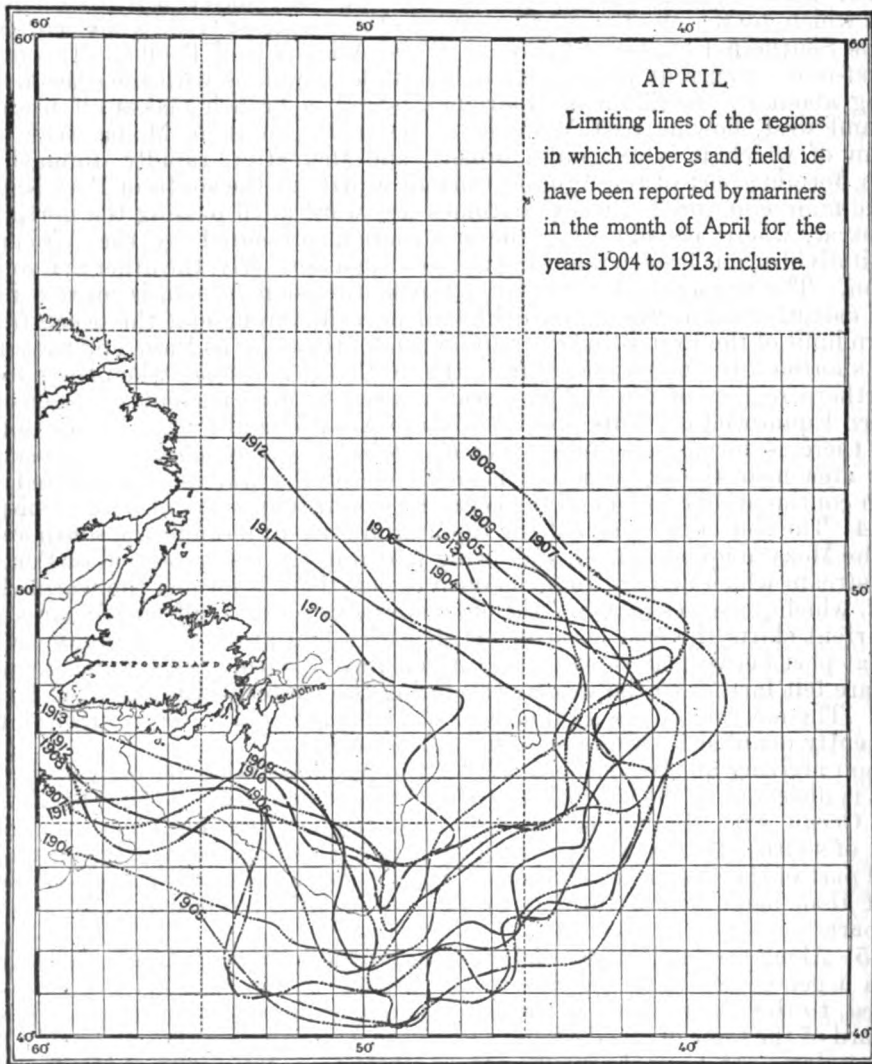 60° 50° 40° 60°
APRIL
Limiting lines of the regions
in which icebergs and field ice
have been reported by mariners
in the month of April for the
years 1904 to 1913, inclusive.
1912
1908
1911
1906
1909
1905
1913
1907
1904
50° 50°
1910
NEWFOUNDLAND
St. Johns
1913
1908
1909
1910
1907
1904
1905
40° 60° 50° 40° 40°